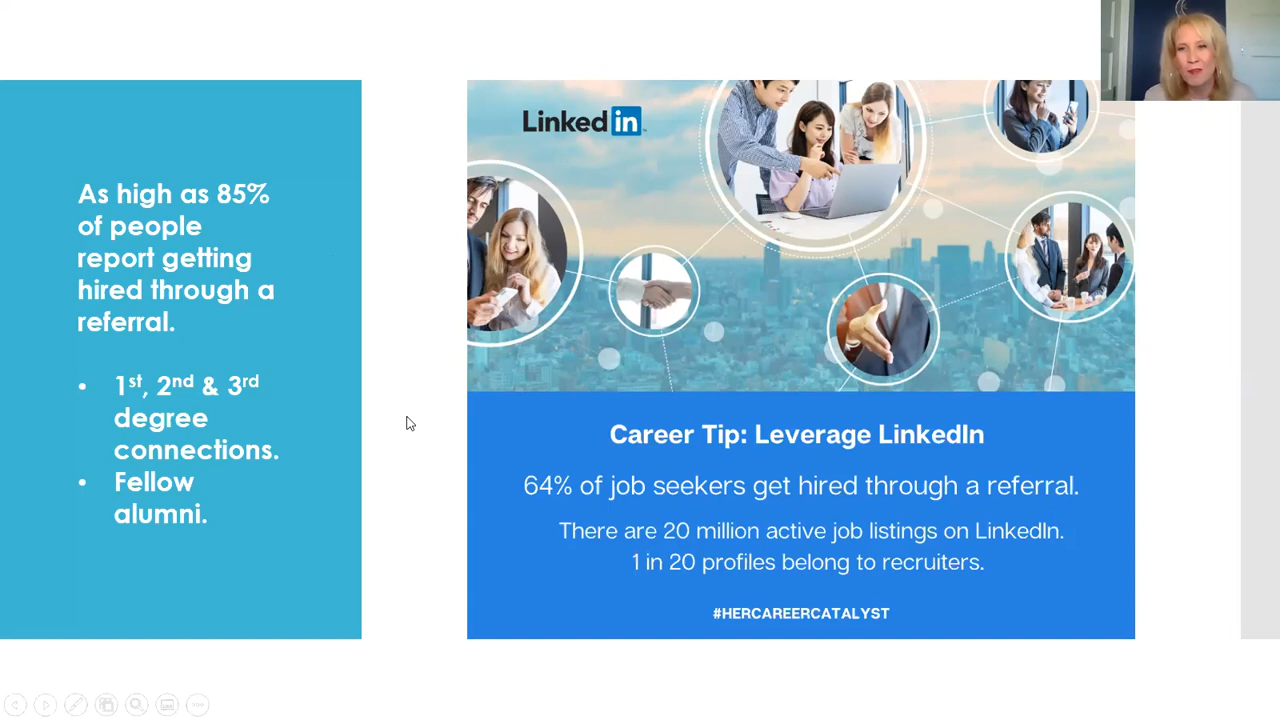 As high as 85%
of people
report getting
hired through a
referral.
• 1st, 2nd & 3rd
degree
connections.
• Fellow
alumni.
Linked in
Career Tip: Leverage LinkedIn
64% of job seekers get hired through a referral.
There are 20 million active job listings on LinkedIn.
1 in 20 profiles belong to recruiters.
#HERCAREERCATALYST